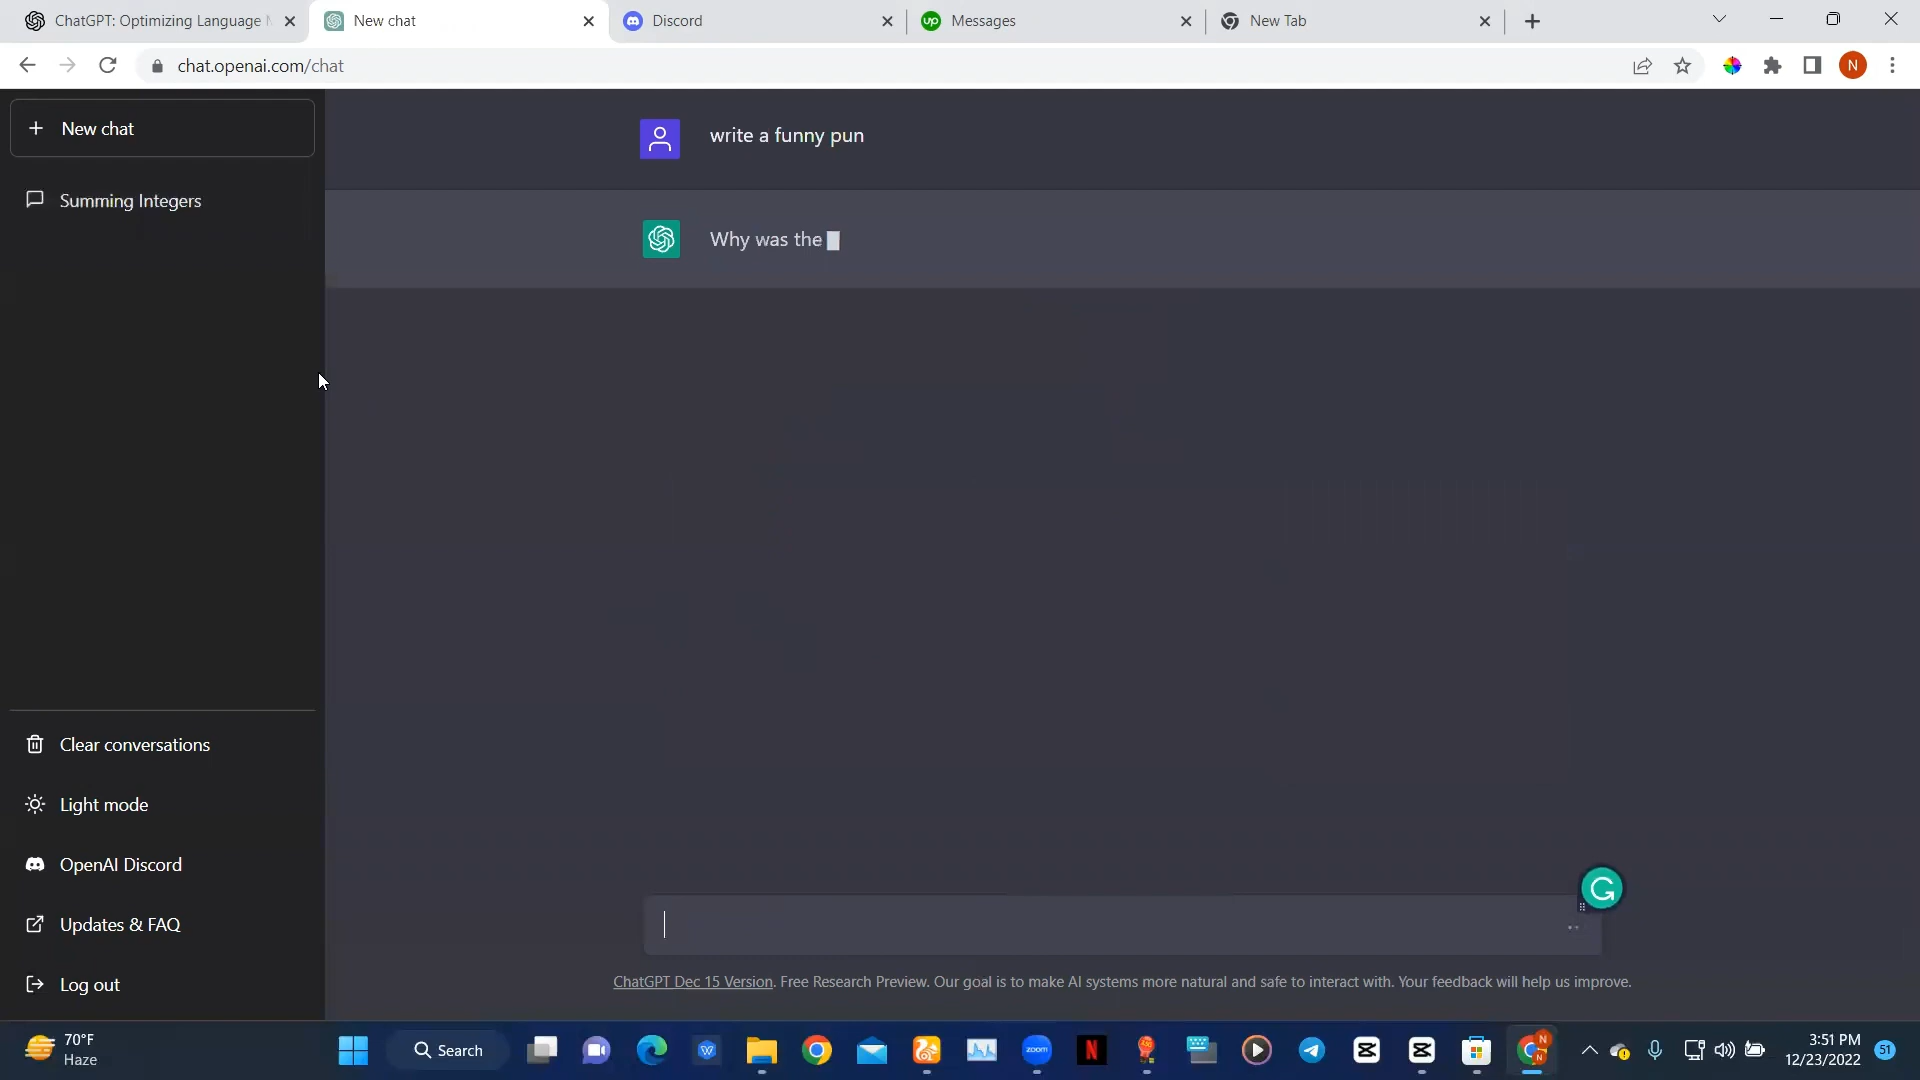 ChatGPT: Optimizing Language
New chat
Discord
up Messages
New Tab
chat.openai.com/chat
N
New chat
Summing Integers
write a funny pun
Why was the
Clear conversations
Light mode
OpenAI Discord
Updates & FAQ
Log out
G
ChatGPT Dec 15 Version. Free Research Preview. Our goal is to make AI systems more natural and safe to interact with. Your feedback will help us improve.
70°F
Haze
Search
W
zoom
N
N
N
3:51 PM
12/23/2022
51